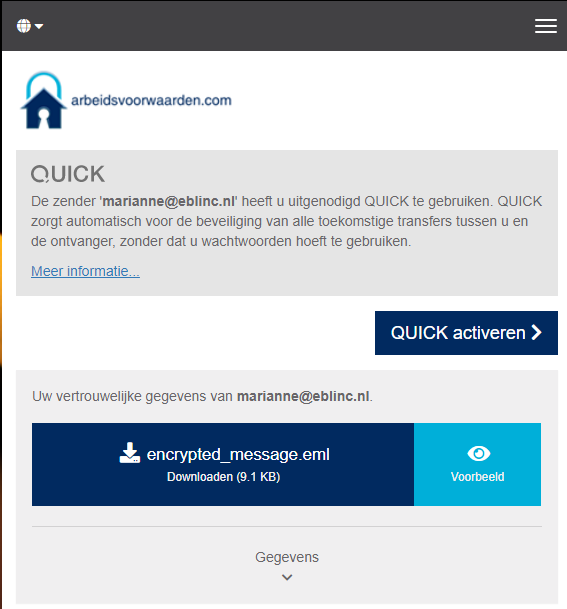 arbeidsvoorwaarden.com
QUICK
De zender 'marianne@eblinc.nl' heeft u uitgenodigd QUICK te gebruiken. QUICK
zorgt automatisch voor de beveiliging van alle toekomstige transfers tussen u en
de ontvanger, zonder dat u wachtwoorden hoeft te gebruiken.
Meer informatie...
QUICK activeren
Uw vertrouwelijke gegevens van marianne@eblinc.nl.
encrypted_message.eml
Downloaden (9.1 KB)
Voorbeeld
Gegevens